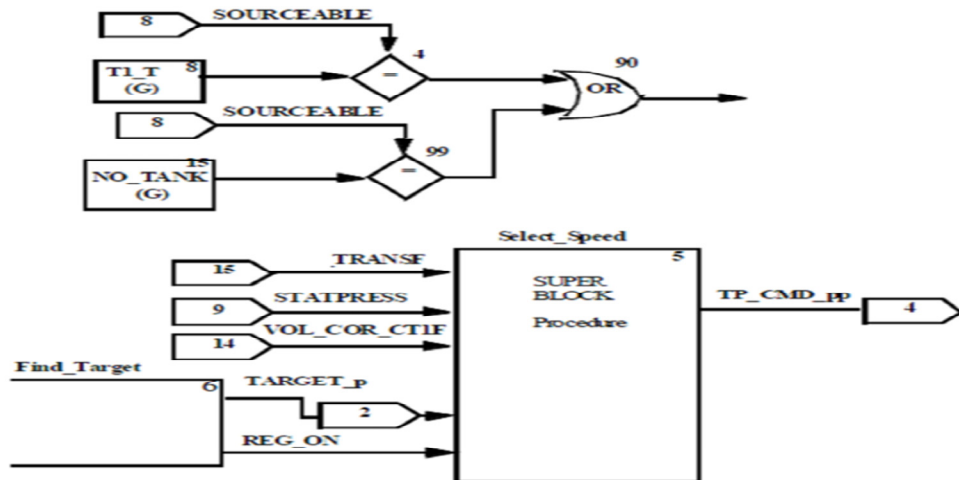 8 SOURCEABLE
4
90
T1_T 8
(G)
=
OR
SOURCEABLE
8
99
NO_TANK 15
(G)
=
Select_Speed
5
15 .TRANSF
SUPER
BLOCK
Procedure
9 STATPRESS
TP_CMD_pp 4
14 VOL_COR_CT1F
Find_Target
6 TARGET_p
2
REG_ON